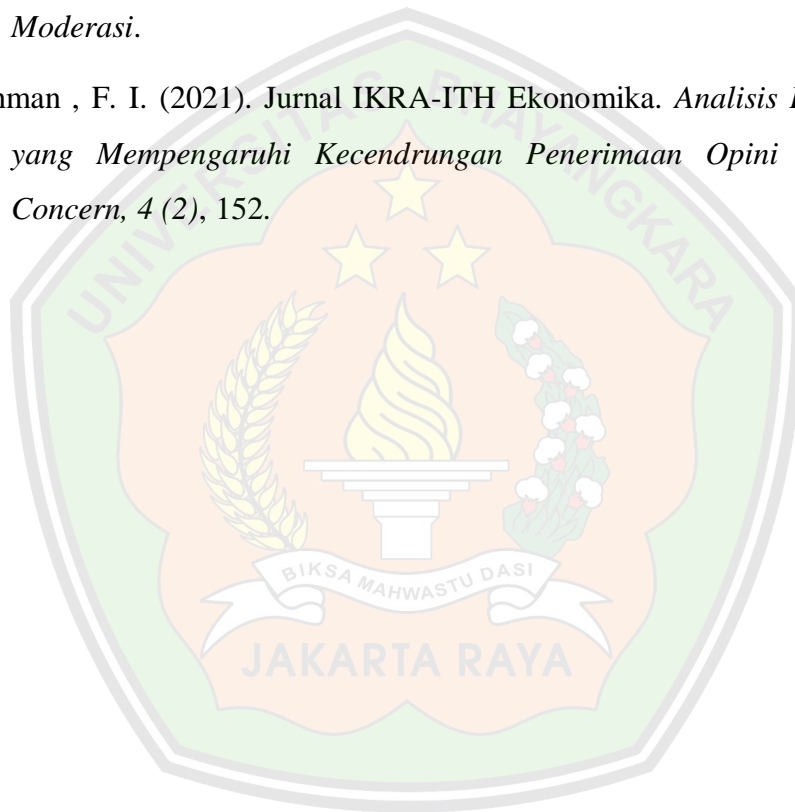 Moderasi.
hman , F. I. (2021). Jurnal IKRA-ITH Ekonomika. Analisis
yang Mempengaruhi Kecendrungan Penerimaan Opini
Concern, 4 (2), 152.
UNIVERSITAS BHAYANGKARA
BIKSA MAHWASTU DASI
JAKARTA RAYA